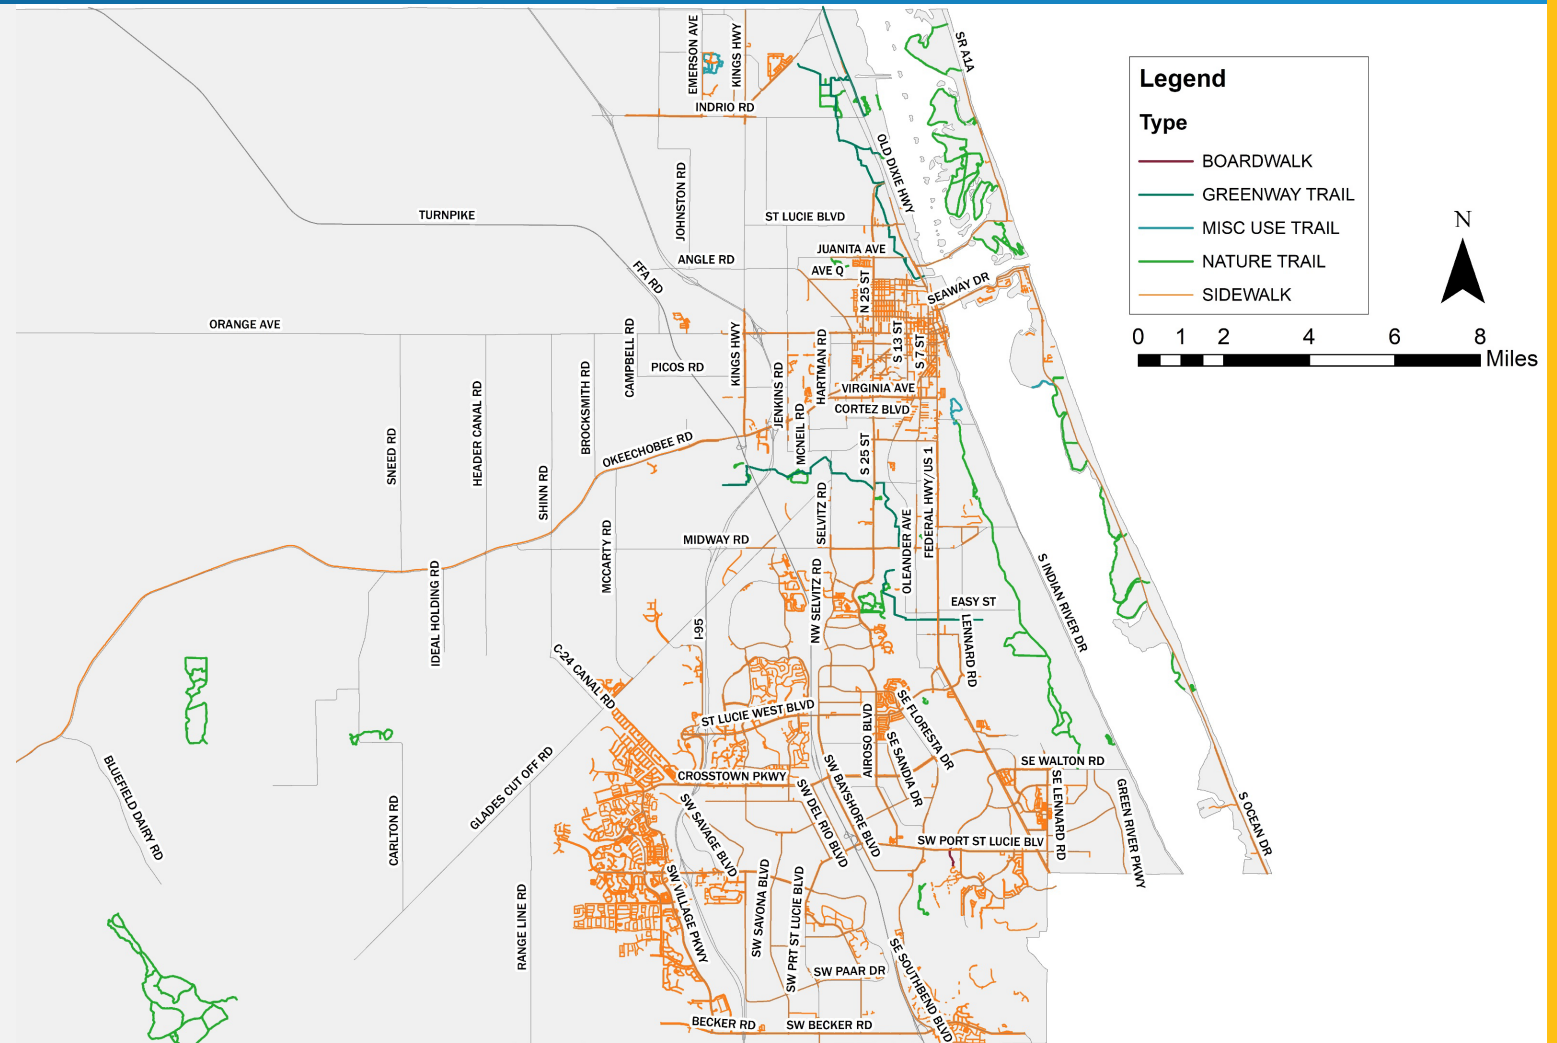 EMERSON AVE
KINGS HWY
SR A1A
INDRIO RD
OLD DIXIE HWY
JOHNSTON RD
TURNPIKE
ST LUCIE BLVD
JUANITA AVE
ANGLE RD
AVE Q
FFA RD
N 25 ST
SEAWAY DR
ORANGE AVE
CAMPBELL RD
KINGS HWY
HARTMAN RD
S 13 ST
S 7 ST
PICOS RD
JENKINS RD
VIRGINIA AVE
CORTEZ BLVD
BROCKSMITH RD
HEADER CANAL RD
SNEED RD
SHINN RD
OKEECHOBEE RD
MCNEIL RD
S 25 ST
FEDERAL HWY/US 1
SELVITZ RD
OLEANDER AVE
MCCARTY RD
MIDWAY RD
IDEAL HOLDING RD
NW SELVITZ RD
S INDIAN RIVER DR
EASY ST
I-95
LENNARD RD
C-24 CANAL RD
ST LUCIE WEST BLVD
AIROSO BLVD
SE FLORESTA DR
SE SANDIA DR
BLUEFIELD DAIRY RD
GLADES CUT OFF RD
CROSSTOWN PKWY
SW BAYSHORE BLVD
SW DEL RIO BLVD
SE WALTON RD
SE LENNARD RD
GREEN RIVER PKWY
S OCEAN DR
CARLTON RD
SW SAVAGE BLVD
SW PORT ST LUCIE BLV
SW VILLAGE PKWY
SW SAVONA BLVD
SW PRT ST LUCIE BLVD
RANGE LINE RD
SW PAAR DR
SE SOUTHBEND BLVD
BECKER RD
SW BECKER RD
Legend
Type
BOARDWALK
GREENWAY TRAIL
MISC USE TRAIL
NATURE TRAIL
SIDEWALK
N
0 1 2 4 6 8 Miles